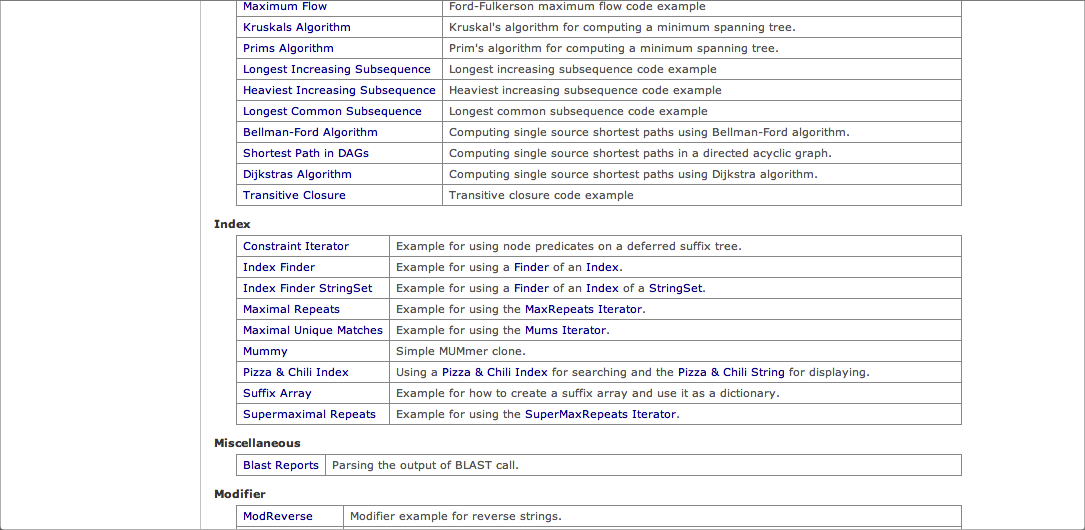 Maximum Flow Ford-Fulkerson maximum flow code example
Kruskals Algorithm Kruskal's algorithm for computing a minimum spanning tree.
Prims Algorithm Prim's algorithm for computing a minimum spanning tree.
Longest Increasing Subsequence Longest increasing subsequence code example
Heaviest Increasing Subsequence Heaviest increasing subsequence code example
Longest Common Subsequence Longest common subsequence code example
Bellman-Ford Algorithm Computing single source shortest paths using Bellman-Ford algorithm.
Shortest Path in DAGs Computing single source shortest paths in a directed acyclic graph.
Dijkstras Algorithm Computing single source shortest paths using Dijkstra algorithm.
Transitive Closure Transitive closure code example
Index
Constraint Iterator Example for using node predicates on a deferred suffix tree.
Index Finder Example for using a Finder of an Index.
Index Finder StringSet Example for using a Finder of an Index of a StringSet.
Maximal Repeats Example for using the MaxRepeats Iterator.
Maximal Unique Matches Example for using the Mums Iterator.
Mummy Simple MUMmer clone.
Pizza & Chili Index Using a Pizza & Chili Index for searching and the Pizza & Chili String for displaying.
Suffix Array Example for how to create a suffix array and use it as a dictionary.
Supermaximal Repeats Example for using the SuperMaxRepeats Iterator.
Miscellaneous
Blast Reports Parsing the output of BLAST call.
Modifier
ModReverse Modifier example for reverse strings.